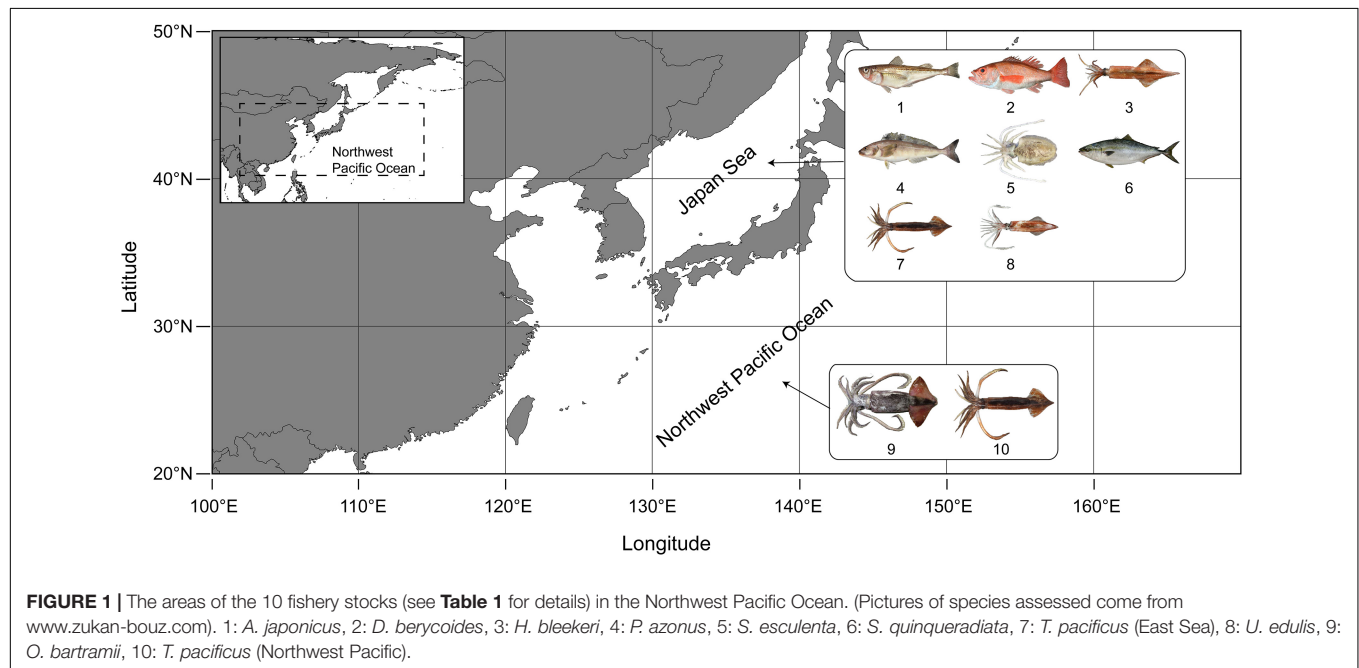 50°N
40°N
30°N
20°N
Latitude
100°E
110°E
120°E
130°E
140°E
150°E
160°E
Longitude
Northwest
Pacific Ocean
Japan Sea
Northwest Pacific Ocean
1
2
3
4
5
6
7
8
9
10
FIGURE 1 | The areas of the 10 fishery stocks (see Table 1 for details) in the Northwest Pacific Ocean. (Pictures of species assessed come from
www.zukan-bouz.com). 1: A. japonicus, 2: D. berycoides, 3: H. bleekeri, 4: P. azonus, 5: S. esculenta, 6: S. quinqueradiata, 7: T. pacificus (East Sea), 8: U. edulis, 9:
O. bartramii, 10: T. pacificus (Northwest Pacific).